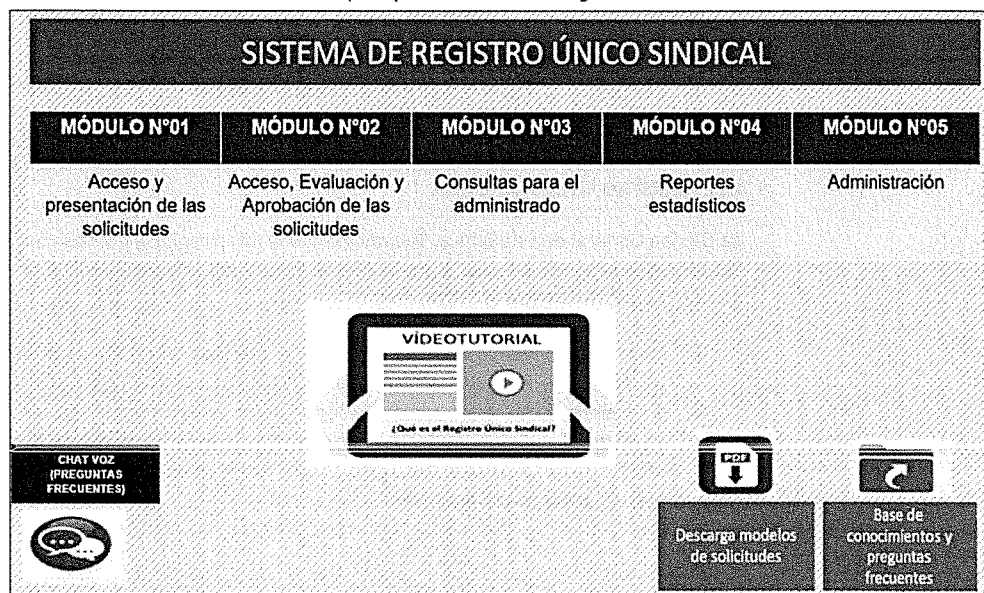 SISTEMA DE REGISTRO ÚNICO SINDICAL
MÓDULO N°01
MÓDULO N°02
MÓDULO N°03
MÓDULO N°04
MÓDULO N°05
Acceso y
presentación de las
solicitudes
Acceso, Evaluación y
Aprobación de las
solicitudes
Consultas para el
administrado
Reportes
estadísticos
Administración
VÍDEOTUTORIAL
¿Qué es el Registro Único Sindical?
CHAT VOZ
(PREGUNTAS
FRECUENTES)
PDF
Descarga modelos
de solicitudes
Base de
conocimientos y
preguntas
frecuentes